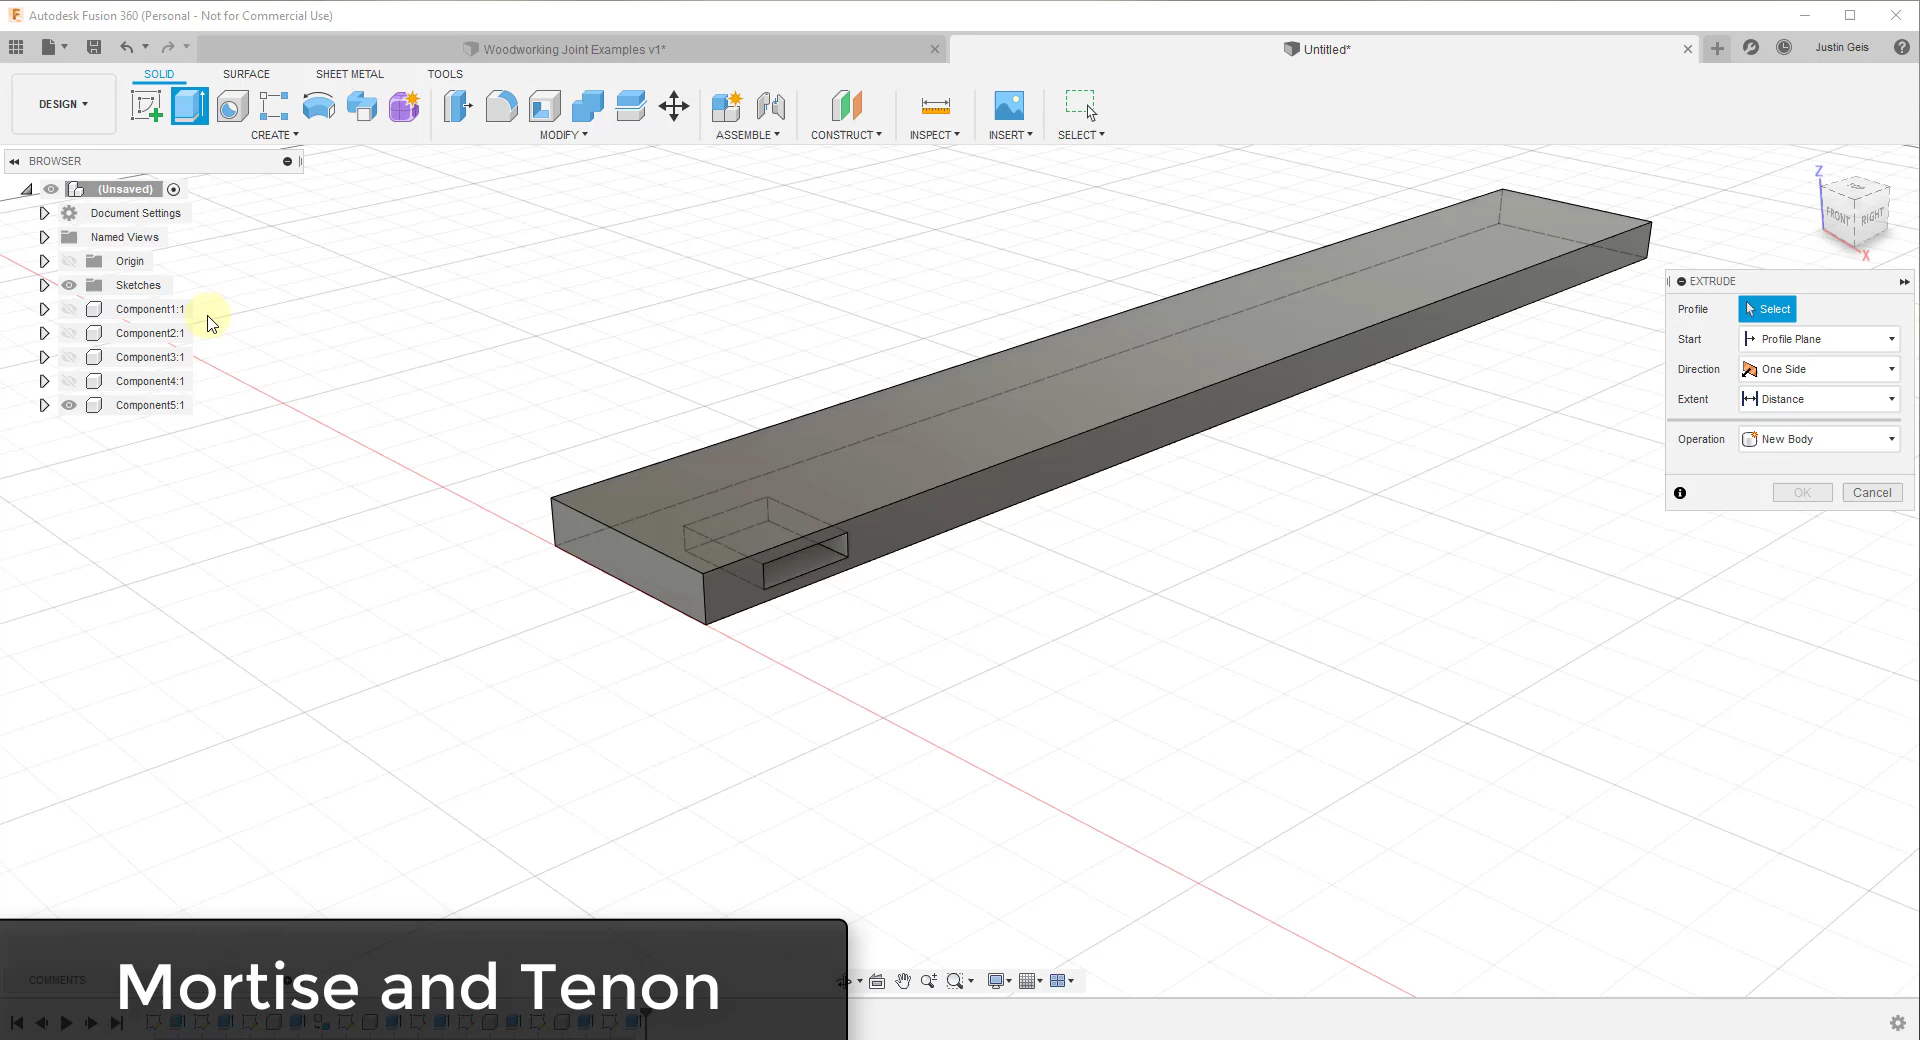 Autodesk Fusion 360 (Personal - Not for Commercial Use)
Woodworking Joint Examples v1*
Untitled*
Justin Geis
SOLID
SURFACE
SHEET METAL
TOOLS
DESIGN
CREATE
MODIFY
ASSEMBLE
CONSTRUCT
INSPECT
INSERT
SELECT
BROWSER
(Unsaved)
Document Settings
Named Views
Origin
Sketches
Component1:1
Component2:1
Component3:1
Component4:1
Component5:1
Z
FRONT
RIGHT
X
EXTRUDE
Profile
Select
Start
Profile Plane
Direction
One Side
Extent
Distance
Operation
New Body
OK
Cancel
COMMENTS
Mortise and Tenon